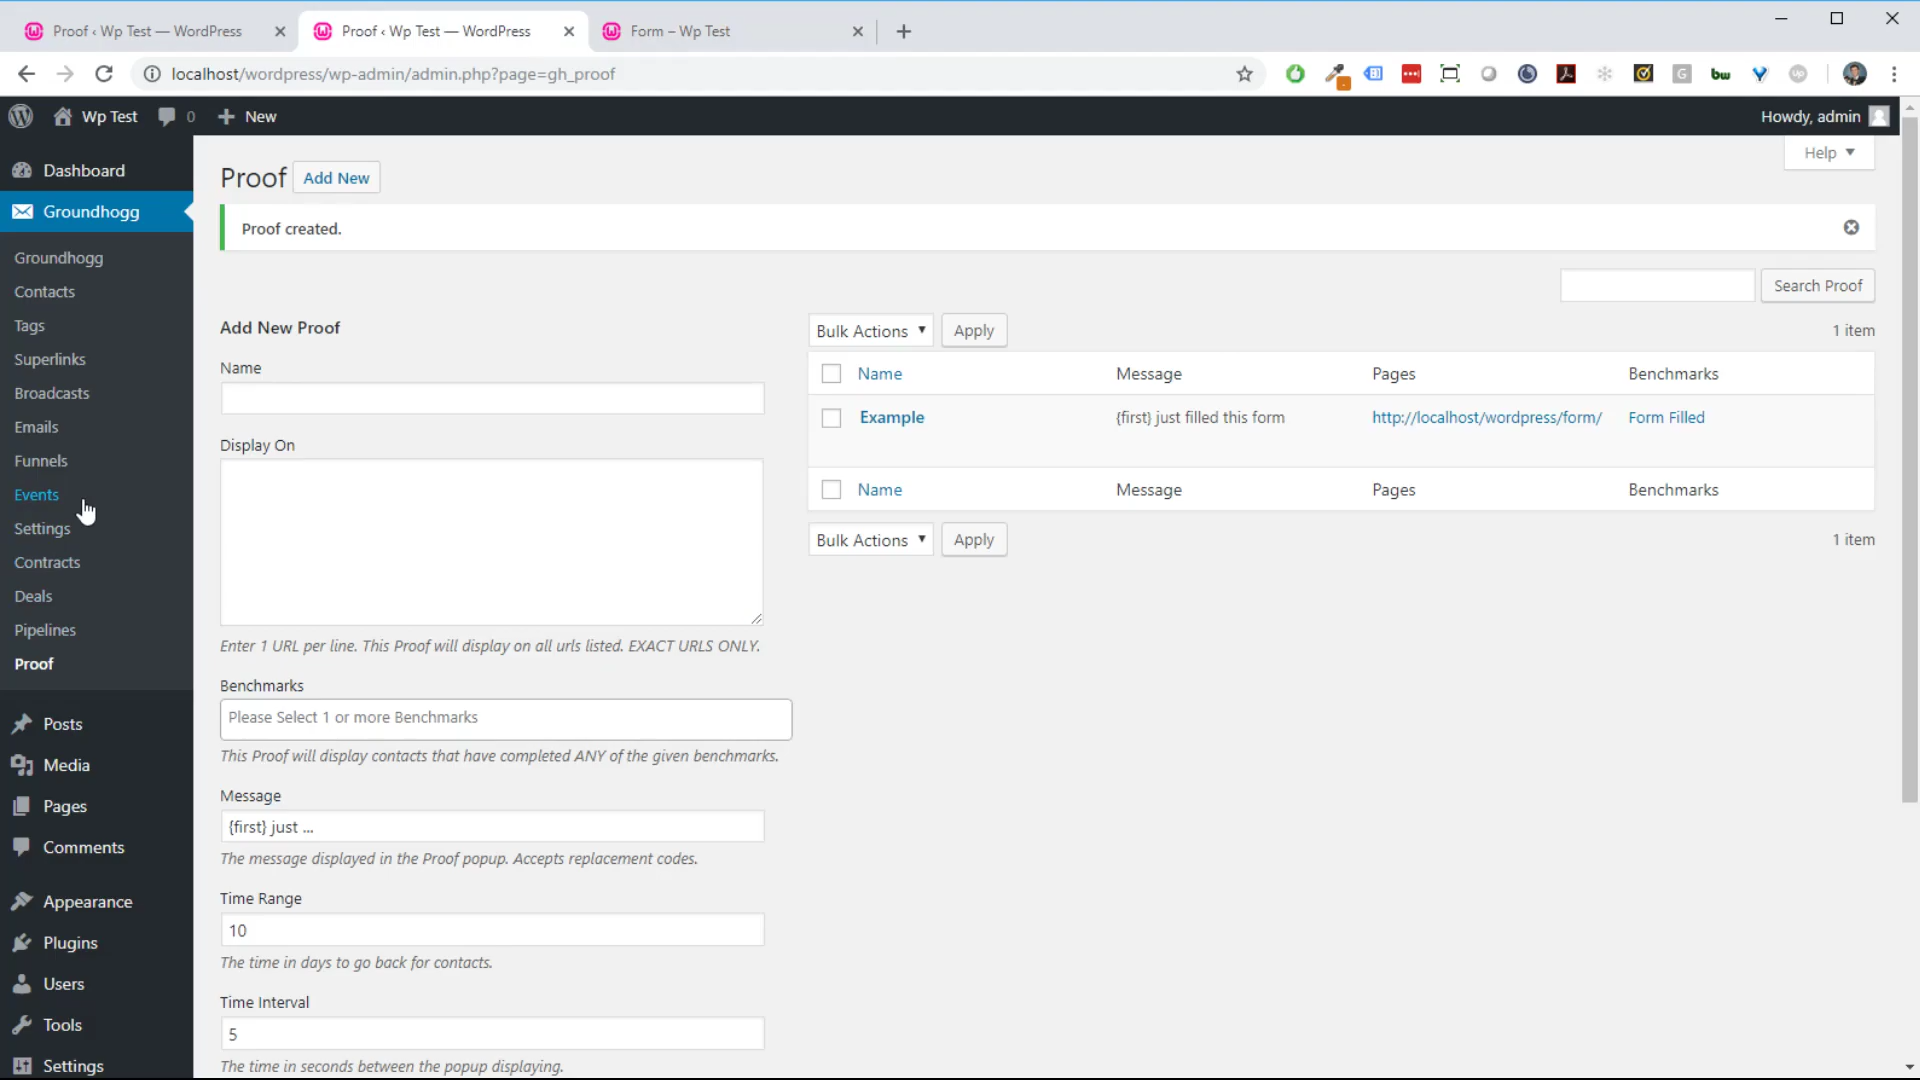 Proof ‹ Wp Test — WordPress
Proof ‹ Wp Test — WordPress
Form – Wp Test
localhost/wordpress/wp-admin/admin.php?page=gh_proof
Wp Test
0
New
Howdy, admin
Dashboard
Groundhogg
Groundhogg
Contacts
Tags
Superlinks
Broadcasts
Emails
Funnels
Events
Settings
Contracts
Deals
Pipelines
Proof
Posts
Media
Pages
Comments
Appearance
Plugins
Users
Tools
Settings
Help
Proof
Add New
Proof created.
Search Proof
Add New Proof
Name
Display On
Enter 1 URL per line. This Proof will display on all urls listed. EXACT URLS ONLY.
Benchmarks
Please Select 1 or more Benchmarks
This Proof will display contacts that have completed ANY of the given benchmarks.
Message
{first} just ...
The message displayed in the Proof popup. Accepts replacement codes.
Time Range
10
The time in days to go back for contacts.
Time Interval
5
The time in seconds between the popup displaying.
Bulk Actions
Apply
1 item
Name Message Pages Benchmarks
Example {first} just filled this form http://localhost/wordpress/form/ Form Filled
Name Message Pages Benchmarks
Bulk Actions
Apply
1 item